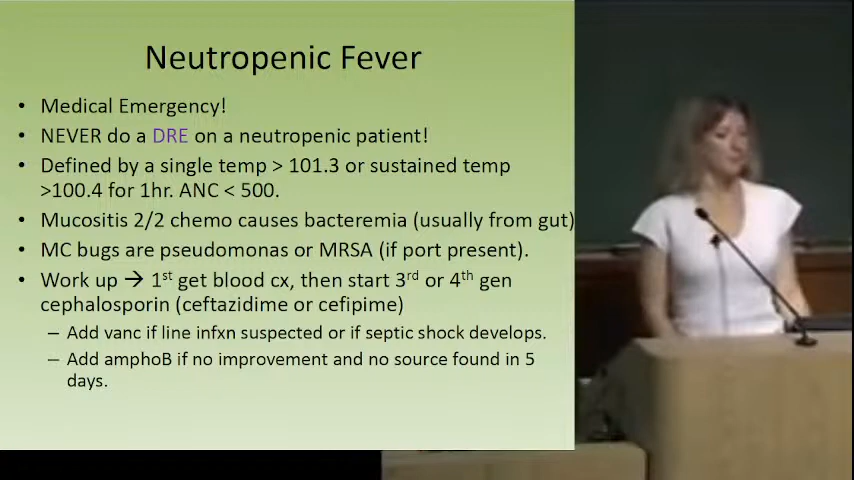 Neutropenic Fever
• Medical Emergency!
• NEVER do a DRE on a neutropenic patient!
• Defined by a single temp > 101.3 or sustained temp
>100.4 for 1hr. ANC < 500.
• Mucositis 2/2 chemo causes bacteremia (usually from gut)
• MC bugs are pseudomonas or MRSA (if port present).
• Work up → 1st get blood cx, then start 3rd or 4th gen
cephalosporin (ceftazidime or cefipime)
– Add vanc if line infxn suspected or if septic shock develops.
– Add amphoB if no improvement and no source found in 5
days.